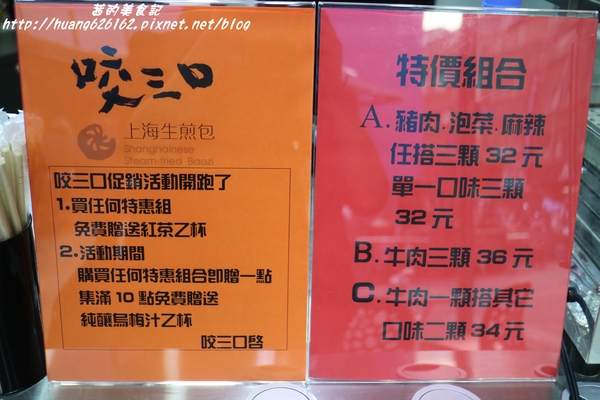 茜的美食記
http://huang626162.pixnet.net/blog
咬三口
上海生煎包
Shanghainese
Steam-fried Baozi
咬三口促銷活動開跑了
1.買任何特惠組
免費贈送紅茶乙杯
2.活動期間
購買任何特惠組合卽贈一點
集滿10點免費贈送
純釀烏梅汁乙杯
咬三口啓
特價組合
A.豬肉.泡菜.麻辣
任搭三顆32元
單一口味三顆
32元
B.牛肉三顆36元
C.牛肉一顆搭其它
口味二顆34元